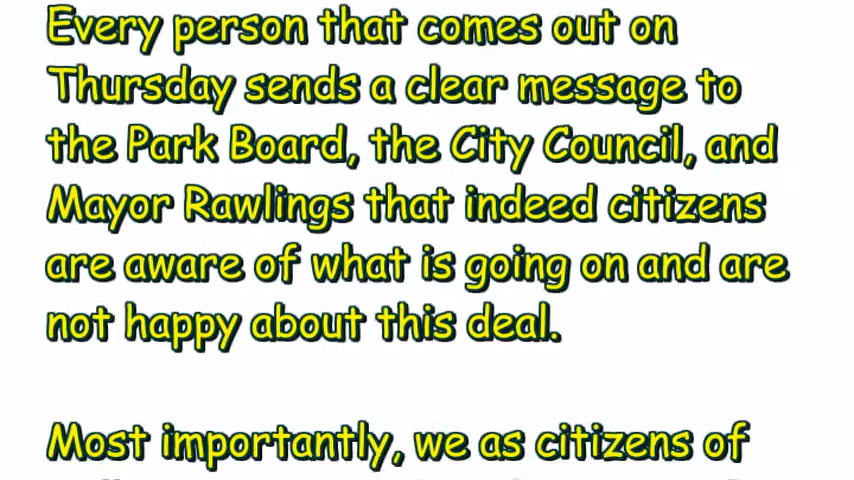 Every person that comes out on
Thursday sends a clear message to
the Park Board, the City Council, and
Mayor Rawlings that indeed citizens
are aware of what is going on and are
not happy about this deal.
Most importantly, we as citizens of